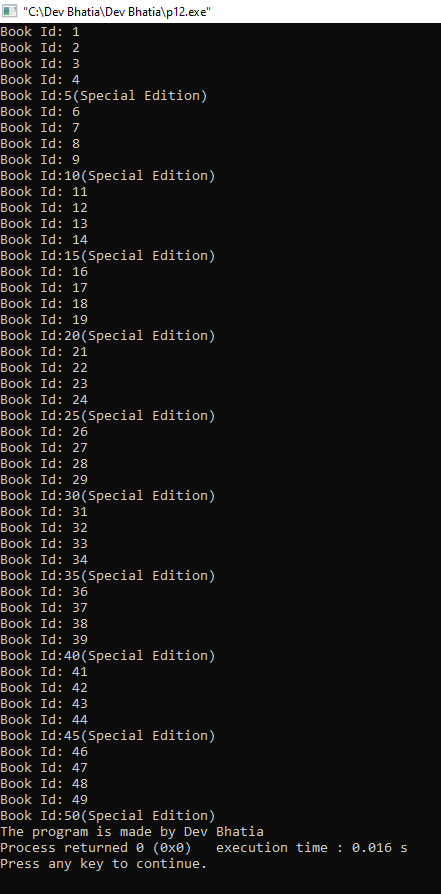 "C:\Dev Bhatia\Dev Bhatia\p12.exe"
Book Id: 1
Book Id: 2
Book Id: 3
Book Id: 4
Book Id:5(Special Edition)
Book Id: 6
Book Id: 7
Book Id: 8
Book Id: 9
Book Id:10(Special Edition)
Book Id: 11
Book Id: 12
Book Id: 13
Book Id: 14
Book Id:15(Special Edition)
Book Id: 16
Book Id: 17
Book Id: 18
Book Id: 19
Book Id:20(Special Edition)
Book Id: 21
Book Id: 22
Book Id: 23
Book Id: 24
Book Id:25(Special Edition)
Book Id: 26
Book Id: 27
Book Id: 28
Book Id: 29
Book Id:30(Special Edition)
Book Id: 31
Book Id: 32
Book Id: 33
Book Id: 34
Book Id:35(Special Edition)
Book Id: 36
Book Id: 37
Book Id: 38
Book Id: 39
Book Id:40(Special Edition)
Book Id: 41
Book Id: 42
Book Id: 43
Book Id: 44
Book Id:45(Special Edition)
Book Id: 46
Book Id: 47
Book Id: 48
Book Id: 49
Book Id:50(Special Edition)
The program is made by Dev Bhatia
Process returned 0 (0x0)   execution time : 0.016 s
Press any key to continue.